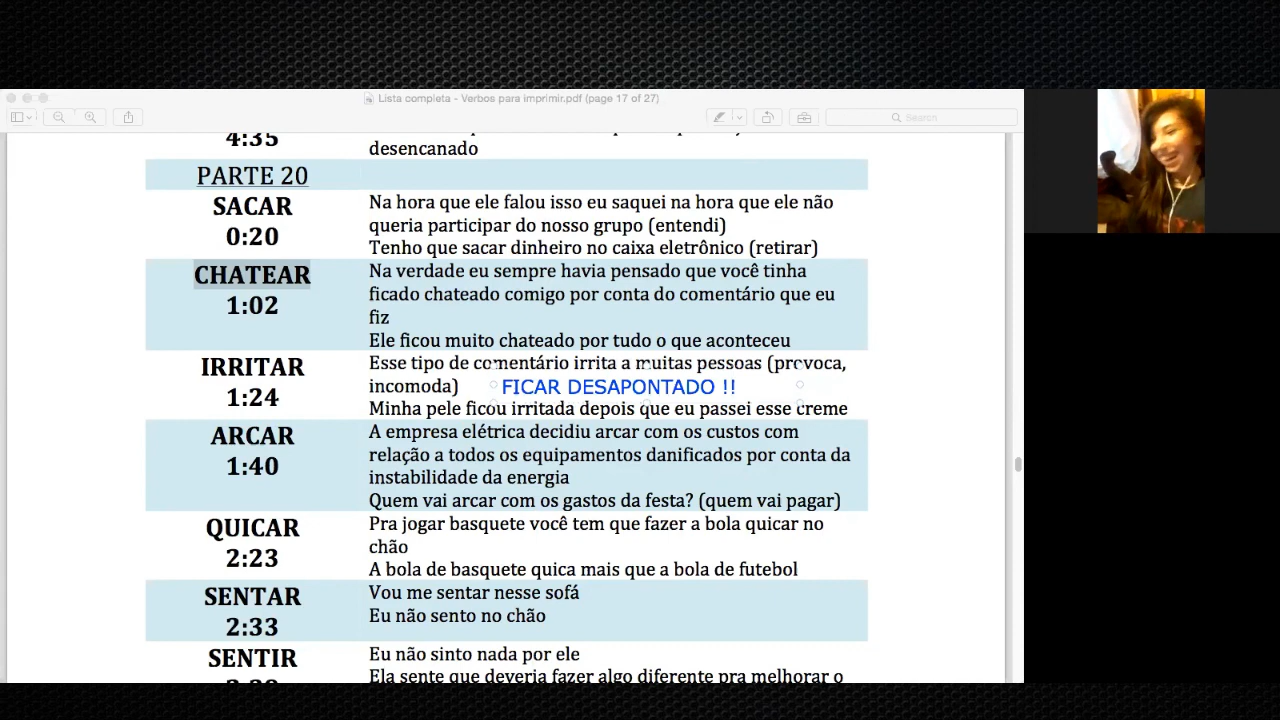 Lista completa - Verbos para imprimir.pdf (page 17 of 27)
Search
4:35
desencanado
PARTE 20
SACAR
0:20
Na hora que ele falou isso eu saquei na hora que ele não
queria participar do nosso grupo (entendi)
Tenho que sacar dinheiro no caixa eletrônico (retirar)
CHATEAR
1:02
Na verdade eu sempre havia pensado que você tinha
ficado chateado comigo por conta do comentário que eu
fiz
Ele ficou muito chateado por tudo o que aconteceu
IRRITAR
1:24
Esse tipo de comentário irrita a muitas pessoas (provoca,
incomoda)
FICAR DESAPONTADO !!
Minha pele ficou irritada depois que eu passei esse creme
ARCAR
1:40
A empresa elétrica decidiu arcar com os custos com
relação a todos os equipamentos danificados por conta da
instabilidade da energia
Quem vai arcar com os gastos da festa? (quem vai pagar)
QUICAR
2:23
Pra jogar basquete você tem que fazer a bola quicar no
chão
A bola de basquete quica mais que a bola de futebol
SENTAR
2:33
Vou me sentar nesse sofá
Eu não sento no chão
SENTIR
Eu não sinto nada por ele
Ela sente que deveria fazer algo diferente pra melhorar o